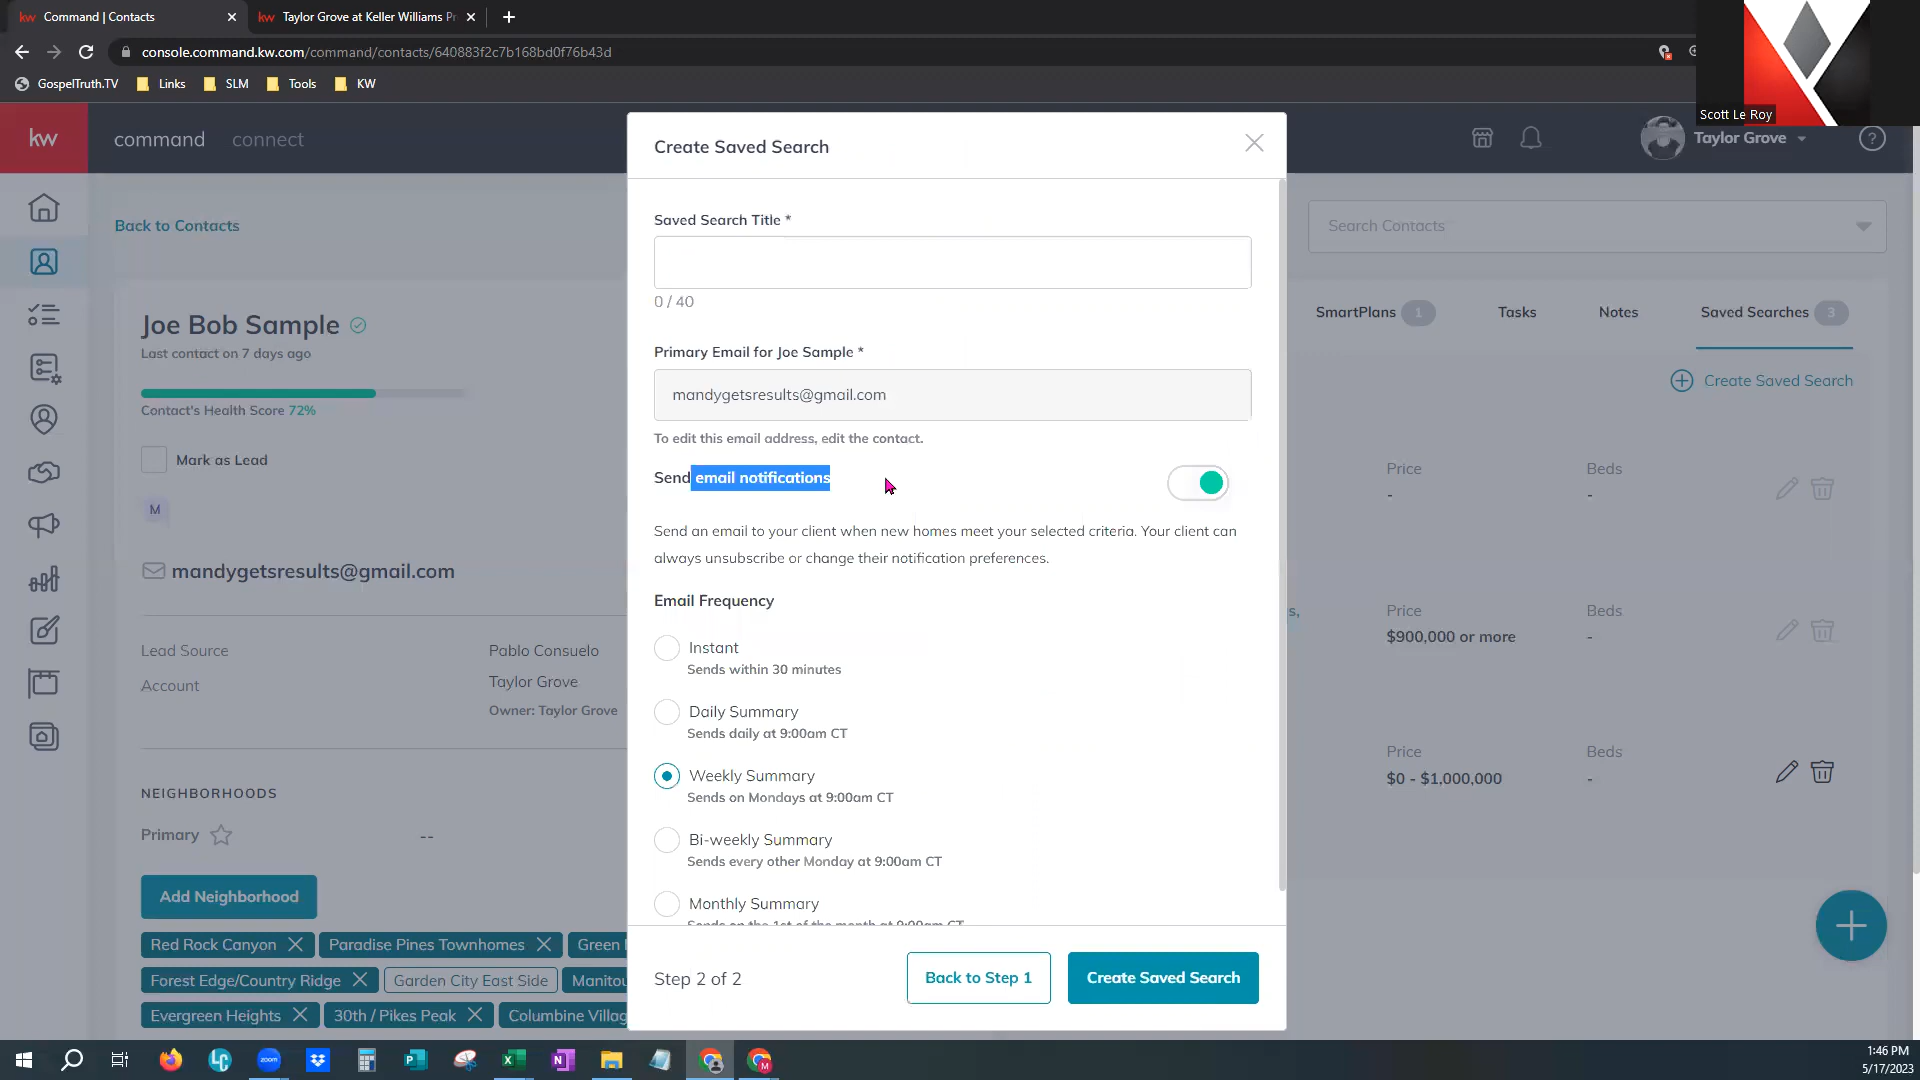 kw Command | Contacts
kw Taylor Grove at Keller Williams Pr
console.command.kw.com/command/contacts/640883f2c7b168bd0f76b43d
GospelTruth.TV Links SLM Tools KW
Scott Le Roy
kw command connect
Taylor Grove
Back to Contacts
Search Contacts
Joe Bob Sample
Last contact on 7 days ago
Contact's Health Score 72%
Mark as Lead
M
mandygetsresults@gmail.com
Lead Source Pablo Consuelo
Account Taylor Grove
Owner: Taylor Grove
NEIGHBORHOODS
Primary --
Add Neighborhood
Red Rock Canyon Paradise Pines Townhomes Green
Forest Edge/Country Ridge Garden City East Side Manitou
Evergreen Heights 30th / Pikes Peak Columbine Villag
Create Saved Search
Saved Search Title *
0 / 40
Primary Email for Joe Sample *
mandygetsresults@gmail.com
To edit this email address, edit the contact.
Send email notifications
Send an email to your client when new homes meet your selected criteria. Your client can
always unsubscribe or change their notification preferences.
Email Frequency
Instant
Sends within 30 minutes
Daily Summary
Sends daily at 9:00am CT
Weekly Summary
Sends on Mondays at 9:00am CT
Bi-weekly Summary
Sends every other Monday at 9:00am CT
Monthly Summary
Sends on the 1st of the month at 9:00am CT
Step 2 of 2 Back to Step 1 Create Saved Search
SmartPlans 1 Tasks Notes Saved Searches 3
Create Saved Search
Price Beds
- -
s,
Price Beds
$900,000 or more -
Price Beds
$0 - $1,000,000 -
zoom
1:46 PM
5/17/2023